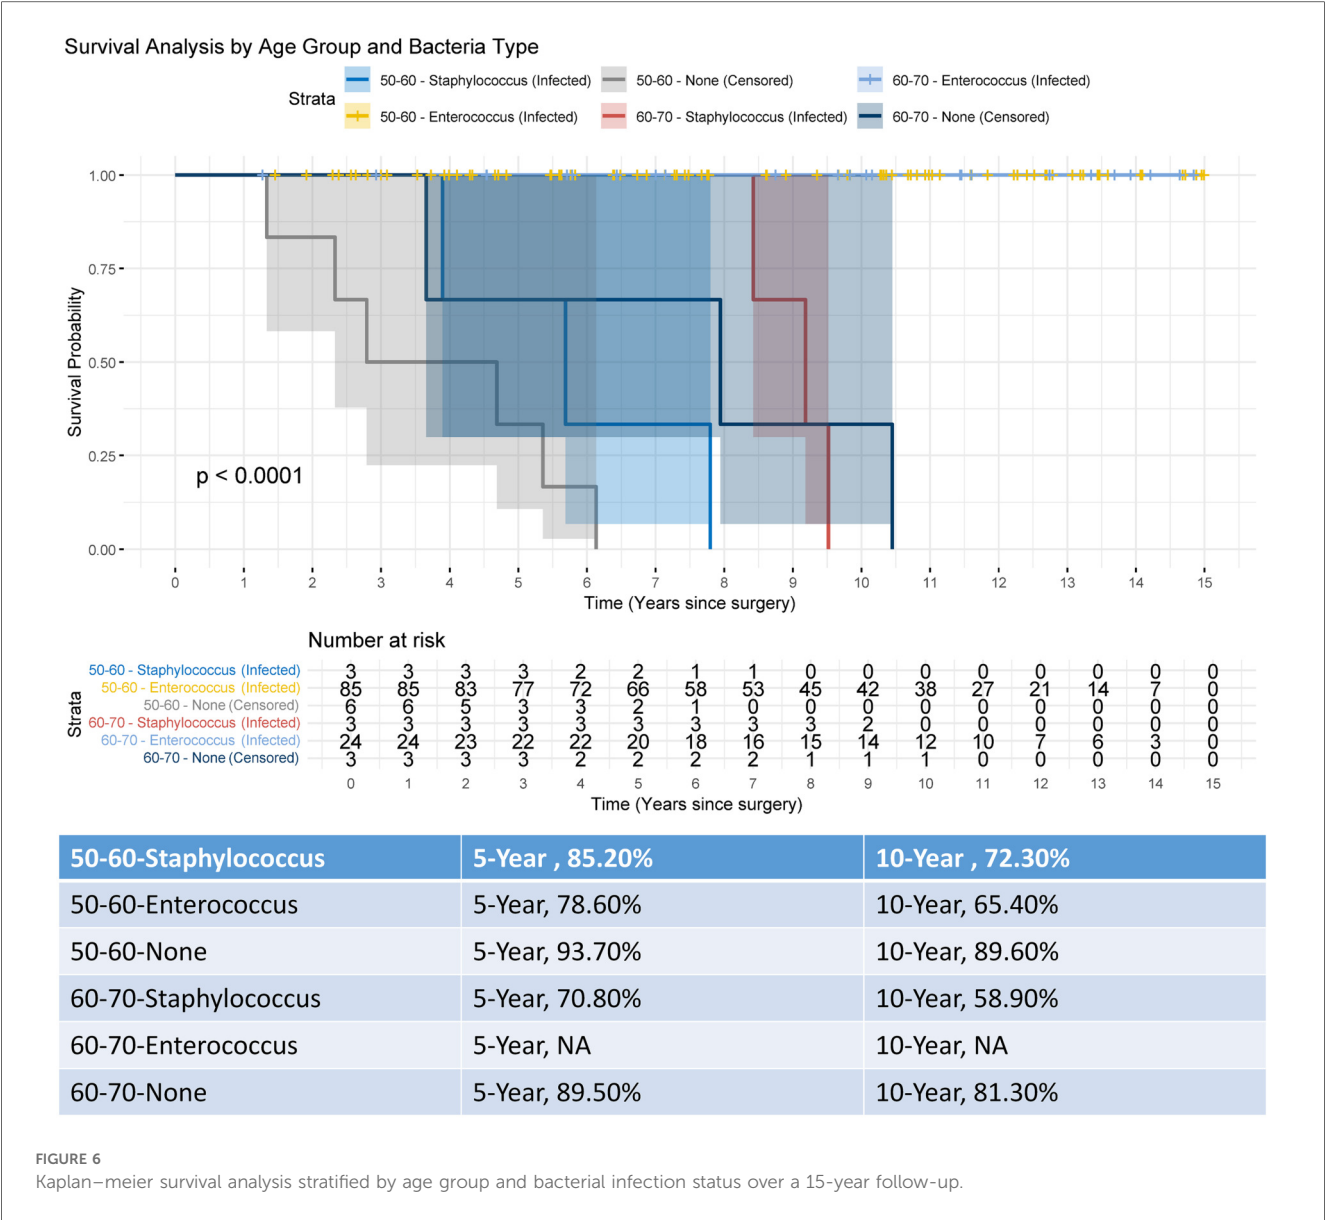 Survival Analysis by Age Group and Bacteria Type
Strata
50-60 - Staphylococcus (Infected) 50-60 - None (Censored) 60-70 - Enterococcus (Infected)
50-60 - Enterococcus (Infected) 60-70 - Staphylococcus (Infected) 60-70 - None (Censored)
Survival Probability
1.00
0.75
0.50
0.25
0.00
p < 0.0001
0 1 2 3 4 5 6 7 8 9 10 11 12 13 14 15
Time (Years since surgery)
Number at risk
Strata
50-60 - Staphylococcus (Infected) 3 3 3 3 2 2 1 1 0 0 0 0 0 0 0 0
50-60 - Enterococcus (Infected) 85 85 83 77 72 66 58 53 45 42 38 27 21 14 7 0
50-60 - None (Censored) 6 6 5 3 3 2 1 0 0 0 0 0 0 0 0 0
60-70 - Staphylococcus (Infected) 3 3 3 3 3 3 3 3 3 2 0 0 0 0 0 0
60-70 - Enterococcus (Infected) 24 24 23 22 22 20 18 16 15 14 12 10 7 6 3 0
60-70 - None (Censored) 3 3 3 3 2 2 2 2 1 1 1 0 0 0 0 0
0 1 2 3 4 5 6 7 8 9 10 11 12 13 14 15
Time (Years since surgery)
50-60-Staphylococcus 5-Year , 85.20% 10-Year , 72.30%
50-60-Enterococcus 5-Year, 78.60% 10-Year, 65.40%
50-60-None 5-Year, 93.70% 10-Year, 89.60%
60-70-Staphylococcus 5-Year, 70.80% 10-Year, 58.90%
60-70-Enterococcus 5-Year, NA 10-Year, NA
60-70-None 5-Year, 89.50% 10-Year, 81.30%
FIGURE 6
Kaplan–meier survival analysis stratified by age group and bacterial infection status over a 15-year follow-up.